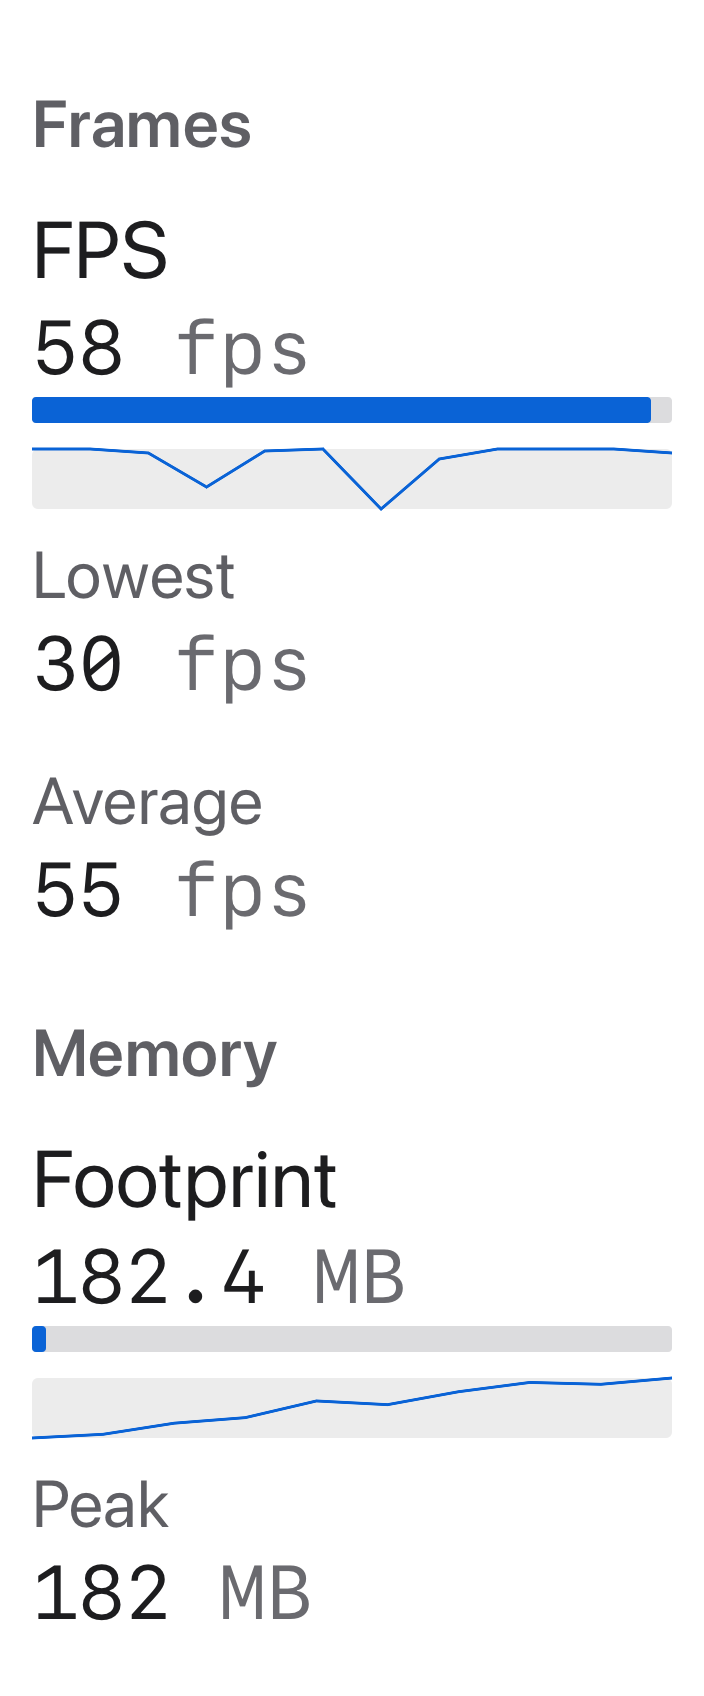 Frames
FPS
58 fps
Lowest
30 fps
Average
55 fps
Memory
Footprint
182.4 MB
Peak
182 MB